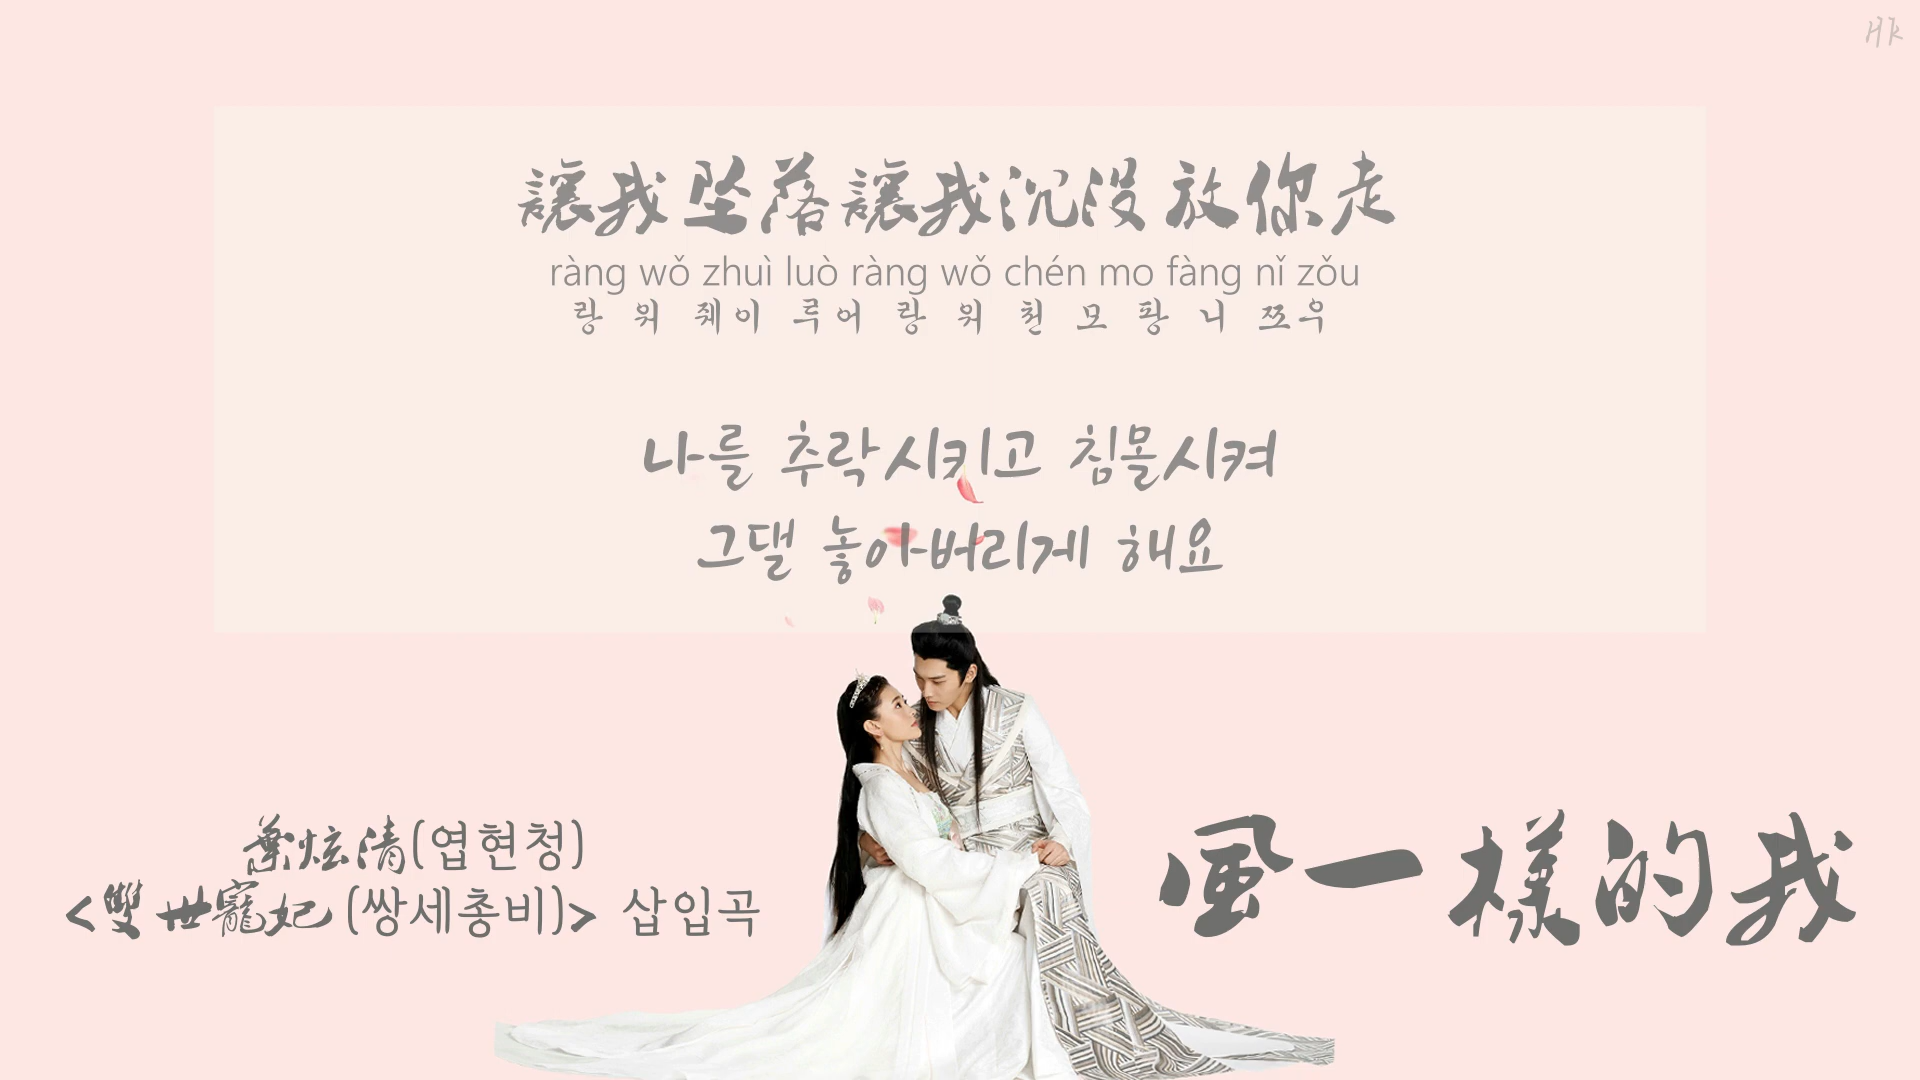 Hk
讓我坠落讓我沉没放你走
ràng wǒ zhuì luò ràng wǒ chén mo fàng nǐ zǒu
랑 워 쮀이 루어 랑 워 천 모 팡 니 쪼우
나를 추락시키고 침몰시켜
그댈 놓아버리게 해요
葉炫清(엽현청)
<雙世寵妃(쌍세총비)> 삽입곡
風一樣的我